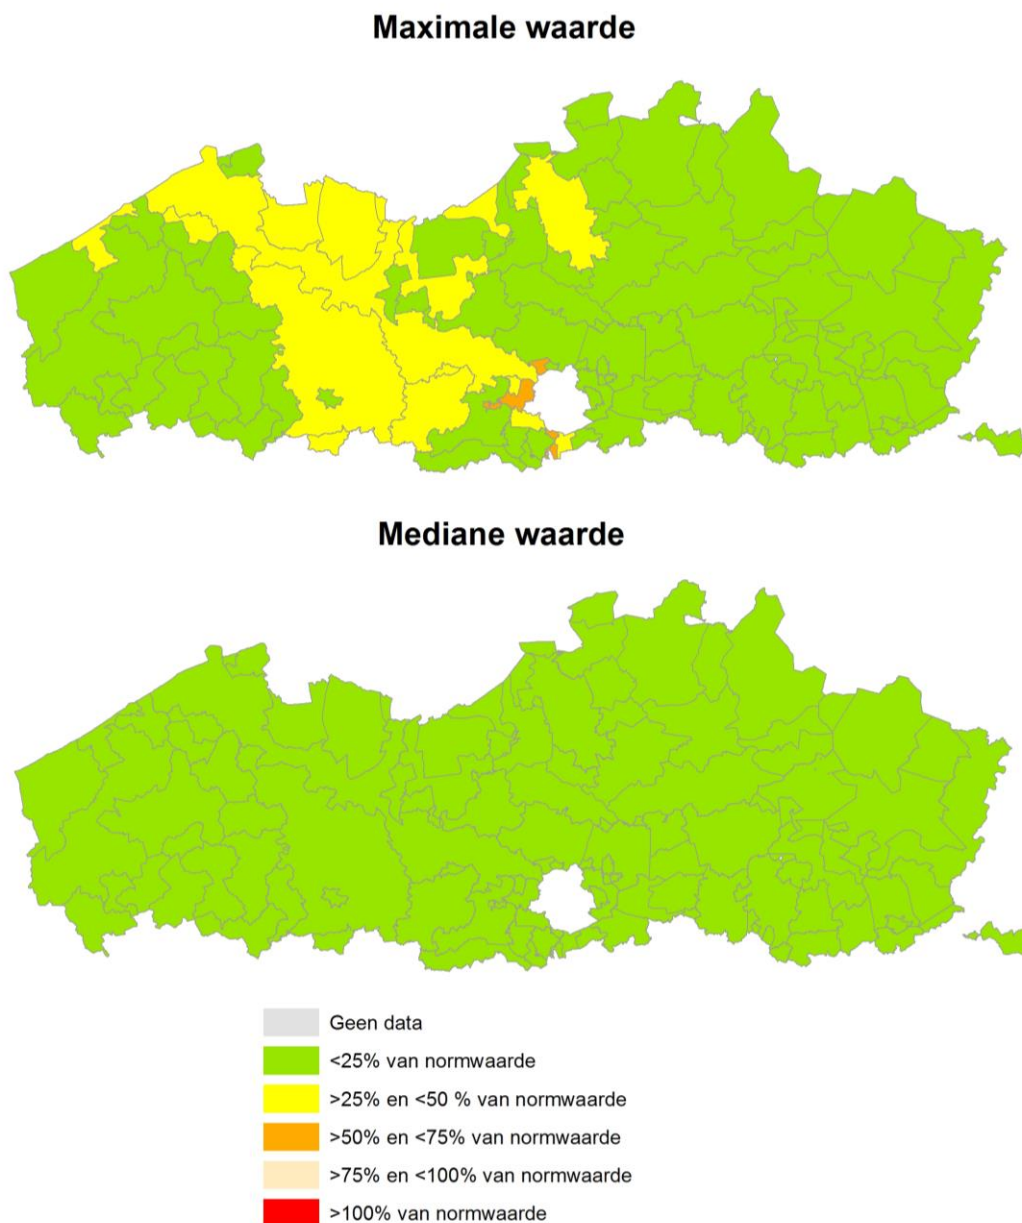 Maximale waarde
Mediane waarde
Geen data
<25% van normwaarde
>25% en <50 % van normwaarde
>50% en <75% van normwaarde
>75% en <100% van normwaarde
>100% van normwaarde